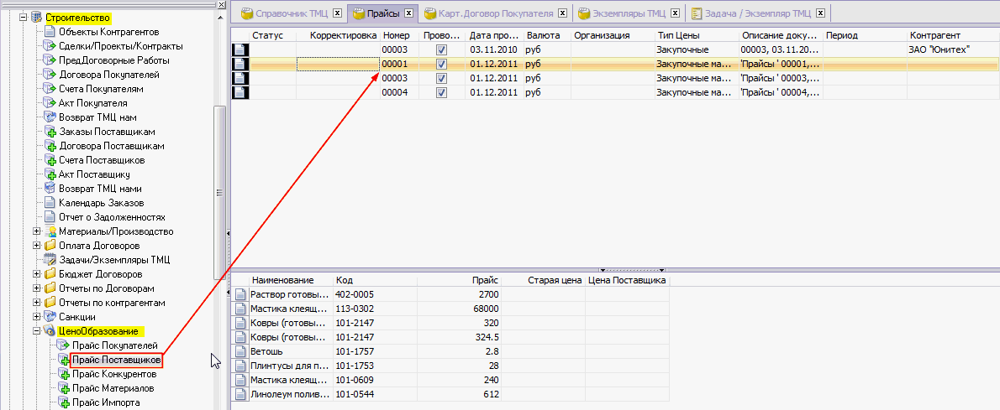 Строительство
Объекты Контрагентов
Сделки/Проекты/Контракты
ПредДоговорные Работы
Договора Покупателей
Счета Покупателям
Акт Покупателя
Возврат ТМЦ нам
Заказы Поставщикам
Договора Поставщикам
Счета Поставщиков
Акт Поставщику
Возврат ТМЦ нами
Календарь Заказов
Отчет о Задолженностях
Материалы/Производство
Оплата Договоров
Задачи/Экземпляры ТМЦ
Бюджет Договоров
Отчеты по Договорам
Отчеты по контрагентам
Санкции
ЦеноОбразование
Прайс Покупателей
Прайс Поставщиков
Прайс Конкурентов
Прайс Материалов
Прайс Импорта
Справочник ТМЦ Прайсы Карт.Договор Покупателя Экземпляры ТМЦ Задача / Экземпляр ТМЦ
Статус Корректировка Номер Прово... Дата про... Валюта Организация Тип Цены Описание доку... Период Контрагент
00003 03.11.2010 руб Закупочные 00003, 03.11.20... ЗАО "Юнитех"
00001 01.12.2011 руб Закупочные ма... 'Прайсы ' 00001,...
00003 01.12.2011 руб Закупочные ма... 'Прайсы ' 00003,...
00004 01.12.2011 руб Закупочные ма... 'Прайсы ' 00004,...
Наименование Код Прайс Старая цена Цена Поставщика
Раствор готовы... 402-0005 2700
Мастика клеящ... 113-0302 68000
Ковры (готовы... 101-2147 320
Ковры (готовы... 101-2147 324.5
Ветошь 101-1757 2.8
Плинтусы для п... 101-1753 28
Мастика клеящ... 101-0609 240
Линолеум полив... 101-0544 612